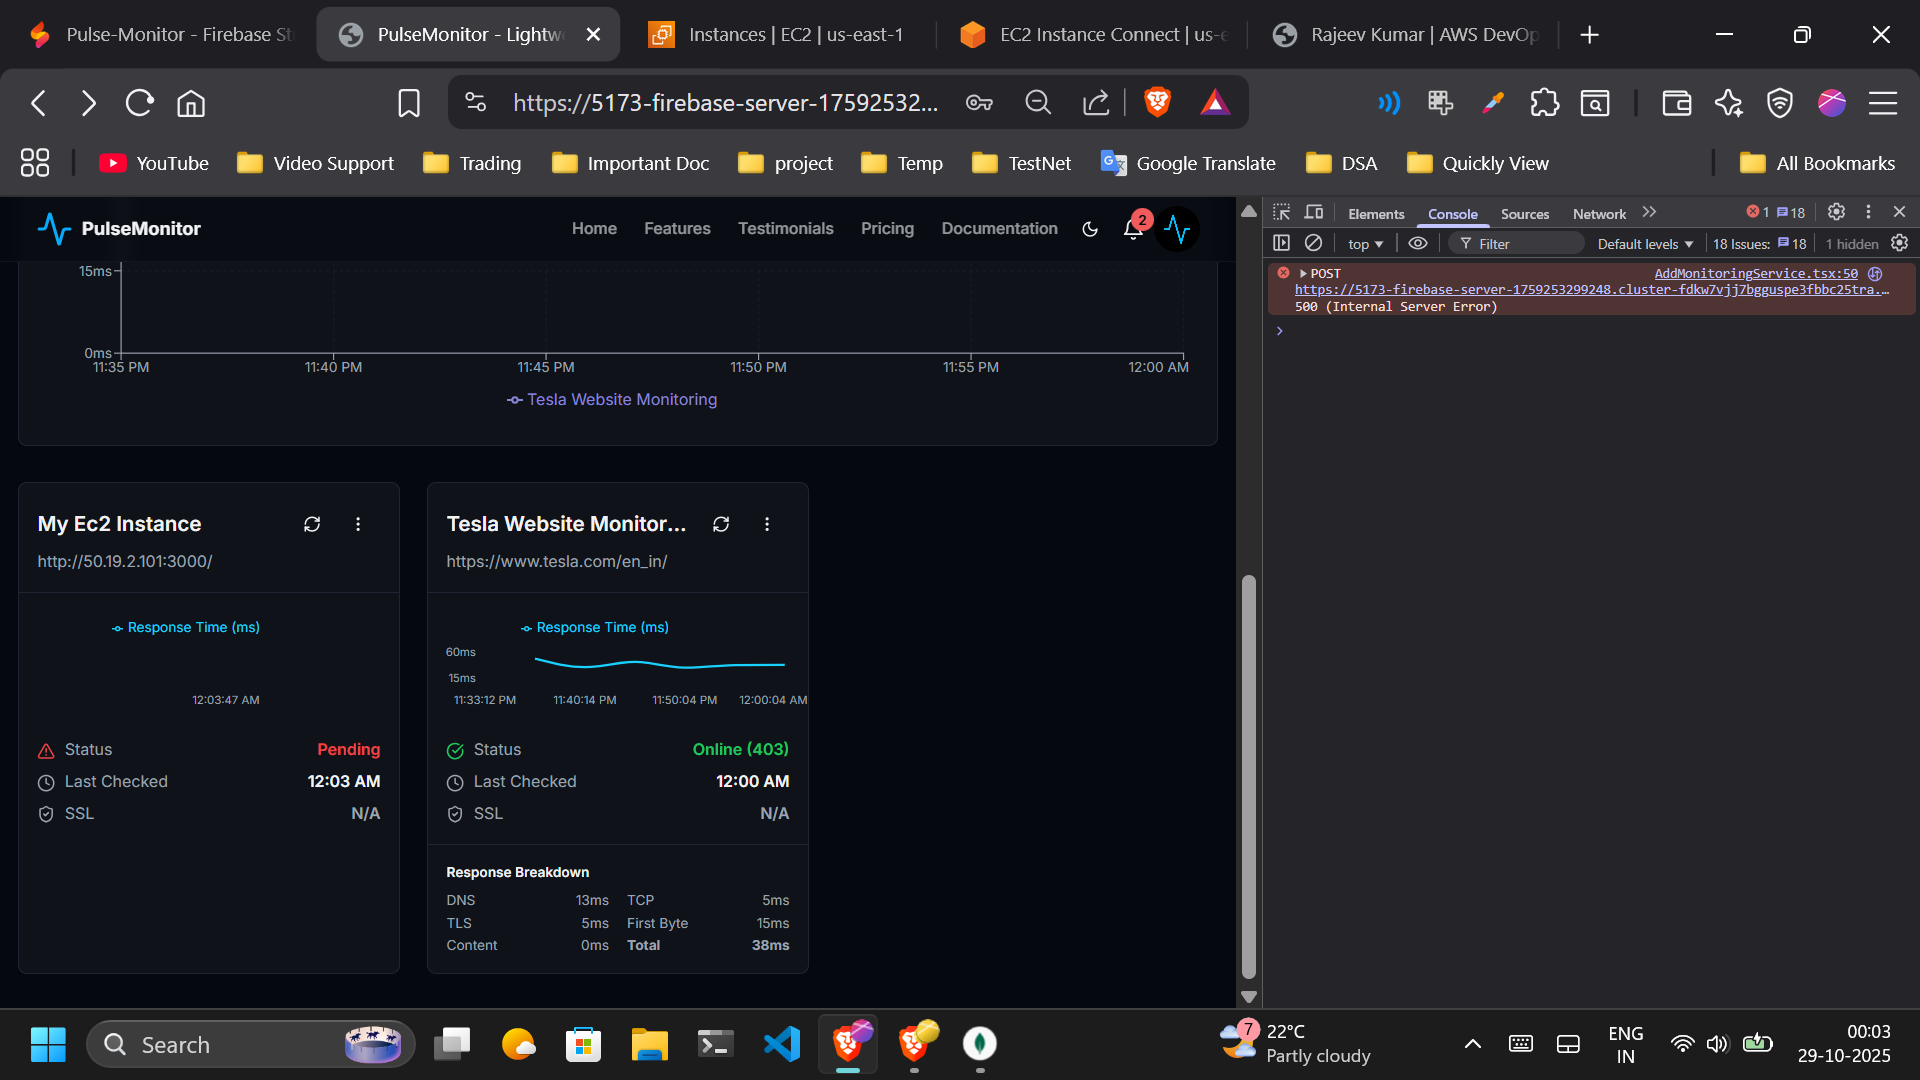 Pulse-Monitor - Firebase St
PulseMonitor - Lightw
Instances | EC2 | us-east-1
EC2 Instance Connect | us-e
Rajeev Kumar | AWS DevOp
https://5173-firebase-server-17592532...
YouTube
Video Support
Trading
Important Doc
project
Temp
TestNet
Google Translate
DSA
Quickly View
All Bookmarks
PulseMonitor
Home
Features
Testimonials
Pricing
Documentation
2
15ms
0ms
11:35 PM
11:40 PM
11:45 PM
11:50 PM
11:55 PM
12:00 AM
Tesla Website Monitoring
My Ec2 Instance
http://50.19.2.101:3000/
Response Time (ms)
12:03:47 AM
Status
Pending
Last Checked
12:03 AM
SSL
N/A
Tesla Website Monitor...
https://www.tesla.com/en_in/
Response Time (ms)
60ms
15ms
11:33:12 PM
11:40:14 PM
11:50:04 PM
12:00:04 AM
Status
Online (403)
Last Checked
12:00 AM
SSL
N/A
Response Breakdown
DNS 13ms TCP 5ms
TLS 5ms First Byte 15ms
Content 0ms Total 38ms
Elements
Console
Sources
Network
1
18
top
Filter
Default levels
18 Issues:
18
1 hidden
POST AddMonitoringService.tsx:50
https://5173-firebase-server-1759253299248.cluster-fdkw7vjj7bgguspe3fbbc25tra.…
500 (Internal Server Error)
Search
7
22°C
Partly cloudy
ENG
IN
00:03
29-10-2025